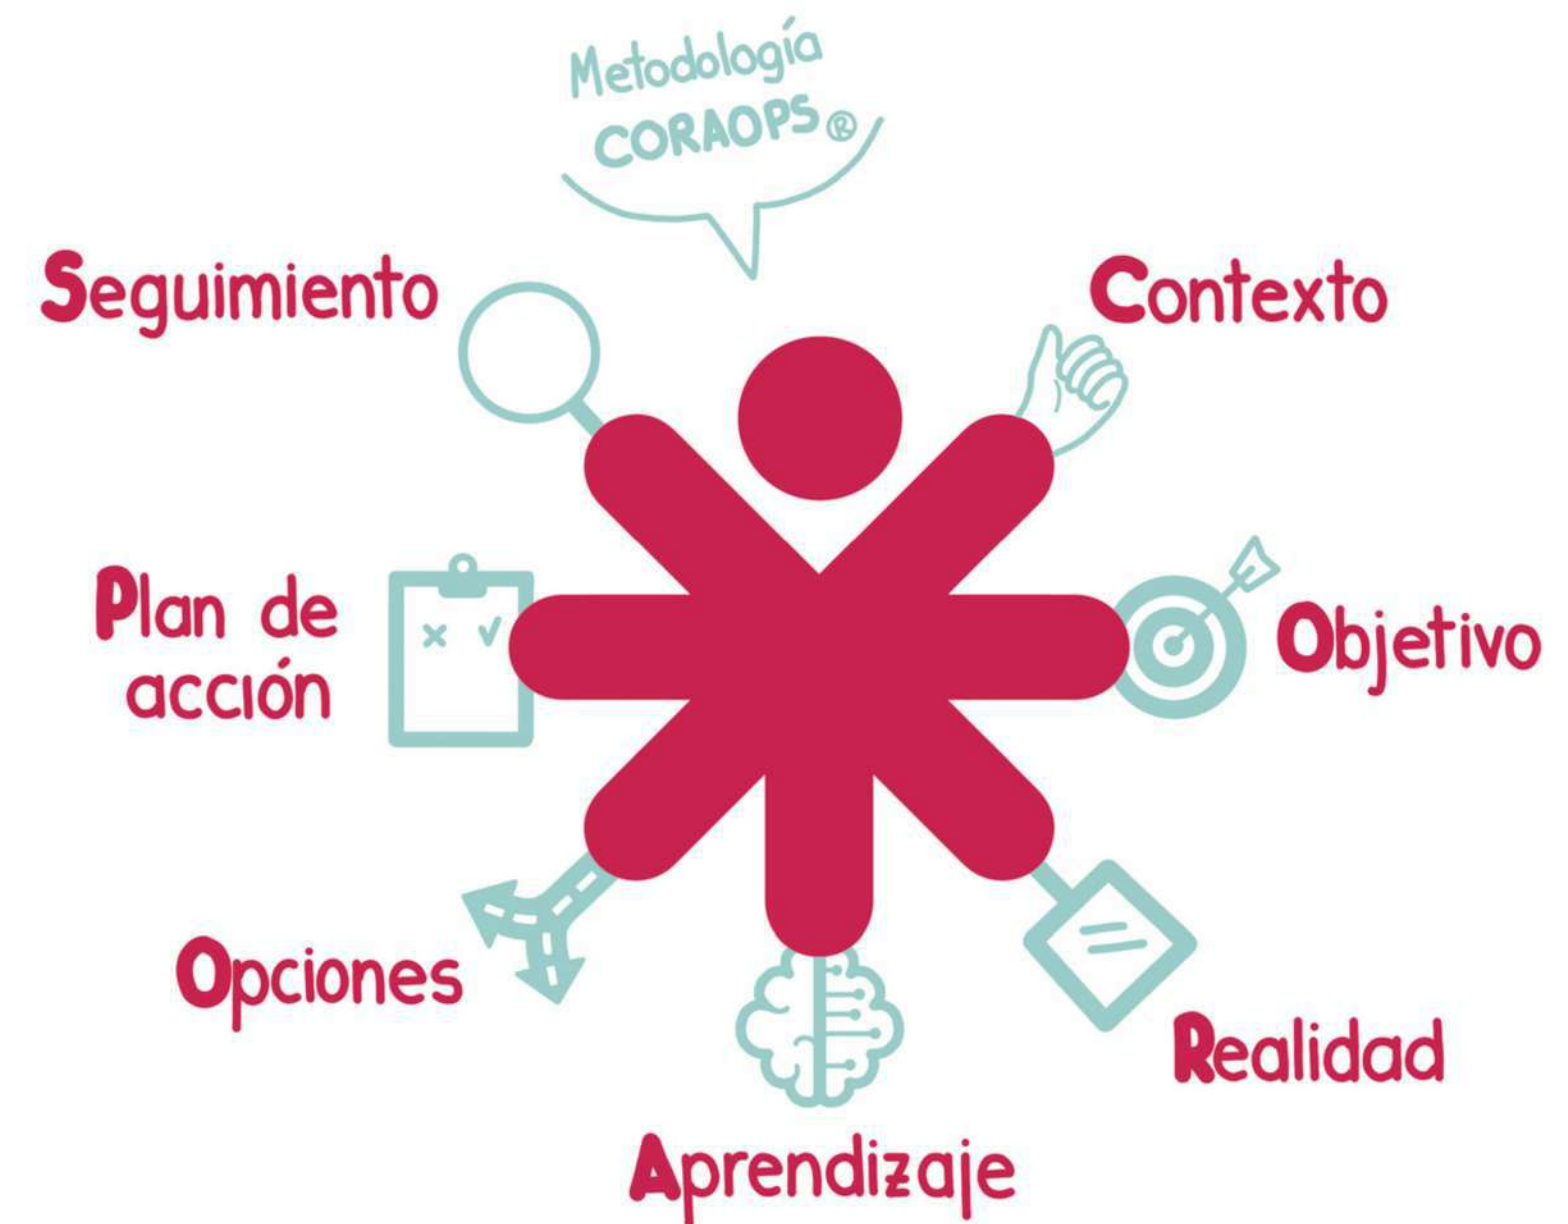 Metodología
CORAOPS®
Seguimiento
Contexto
Plan de
acción
Objetivo
Opciones
Realidad
Aprendizaje